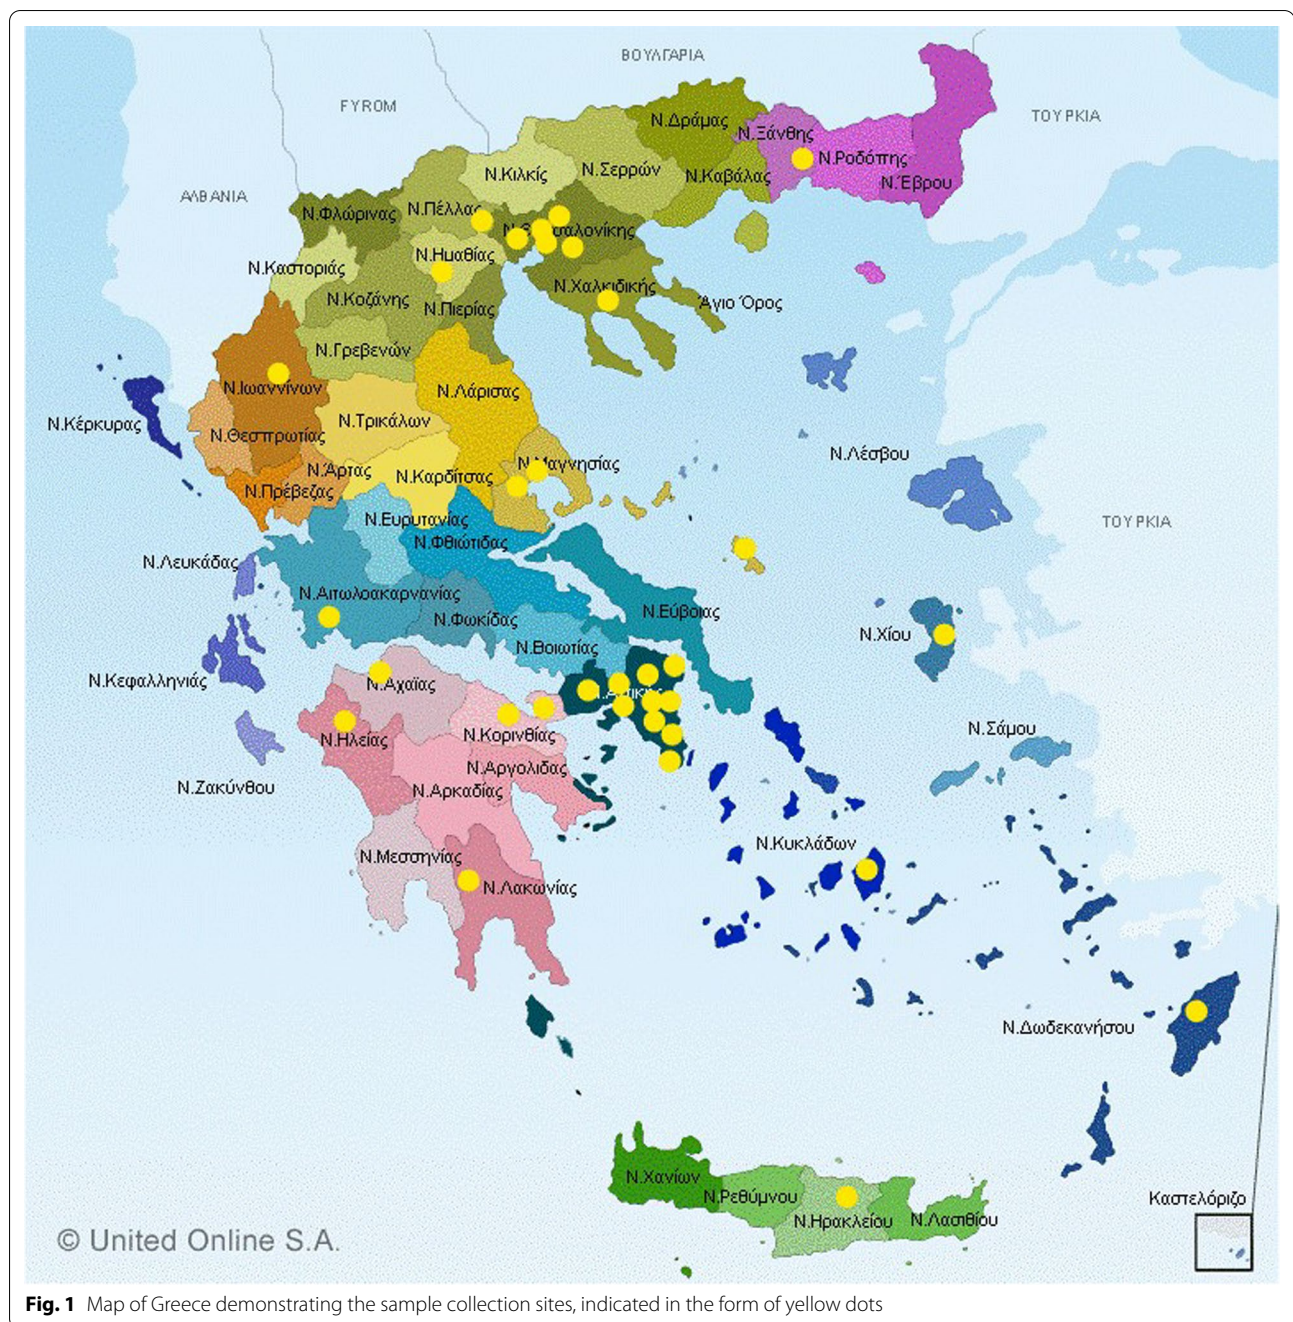 ΒΟΥΛΓΑΡΙΑ
FYROM
ΤΟΥΡΚΙΑ
Ν.Δράμας
Ν.Ξάνθης
Ν.Ροδόπης
Ν.Έβρου
Ν.Κιλκίς
Ν.Σερρών
Ν.Καβάλας
ΑΛΒΑΝΙΑ
Ν.Φλώρινας
Ν.Πέλλας
Ν.Ημαθίας
Ν.Καστοριάς
Ν.Κοζάνης
Ν.Πιερίας
Ν.Χαλκιδικής
Άγιο Όρος
Ν.Γρεβενών
Ν.Ιωαννίνων
Ν.Λάρισας
Ν.Κέρκυρας
Ν.Θεσπρωτίας
Ν.Τρικάλων
Ν.Άρτας
Ν.Καρδίτσας
Ν.Μαγνησίας
Ν.Λέσβου
Ν.Πρέβεζας
Ν.Ευρυτανίας
Ν.Φθιώτιδας
ΤΟΥΡΚΙΑ
Ν.Λευκάδας
Ν.Αιτωλοακαρνανίας
Ν.Φωκίδας
Ν.Εύβοιας
Ν.Βοιωτίας
Ν.Χίου
Ν.Κεφαλληνιάς
Ν.Αχαΐας
Ν.Ηλείας
Ν.Κορινθίας
Ν.Σάμου
Ν.Αργολιδας
Ν.Ζακύνθου
Ν.Αρκαδίας
Ν.Κυκλάδων
Ν.Μεσσηνίας
Ν.Λακωνίας
Ν.Δωδεκανήσου
Ν.Χανίων
Ν.Ρεθύμνου
Ν.Ηρακλείου
Ν.Λασιθίου
Καστελόριζο
© United Online S.A.
Fig. 1 Map of Greece demonstrating the sample collection sites, indicated in the form of yellow dots